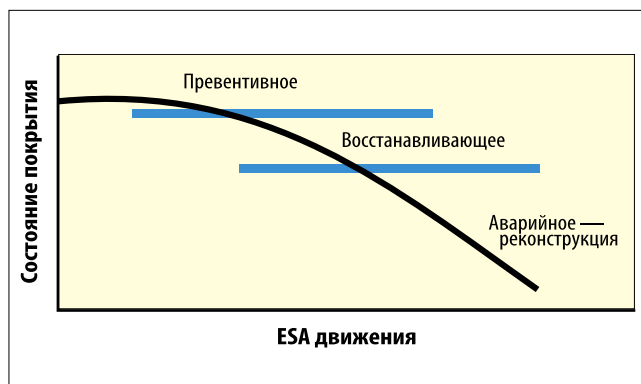 Состояние покрытия
Превентивное
Восстанавливающее
Аварийное —
реконструкция
ESA движения